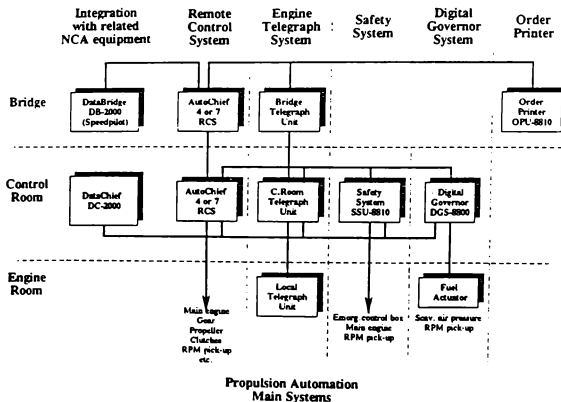 Integration
with related
NCA equipment
Remote
Control
System
Engine
Telegraph
System
Safety
System
Digital
Governor
System
Order
Printer
Bridge
DataBridge
DB-2000
(Speedpilot)
AutoChief
4 or 7
RCS
Bridge
Telegraph
Unit
Order
Printer
OPU-8810
Control
Room
DataChief
DC-2000
AutoChief
4 or 7
RCS
C.Room
Telegraph
Unit
Safety
System
SSU-8810
Digital
Governor
DGS-8800
Engine
Room
Main engine
Gear
Propeller
Clutches
RPM pick-up
etc.
Local
Telegraph
Unit
Emerg. control box
Main engine
RPM pick-up
Fuel
Actuator
Scav. air pressure
RPM pick-up
Propulsion Automation
Main Systems